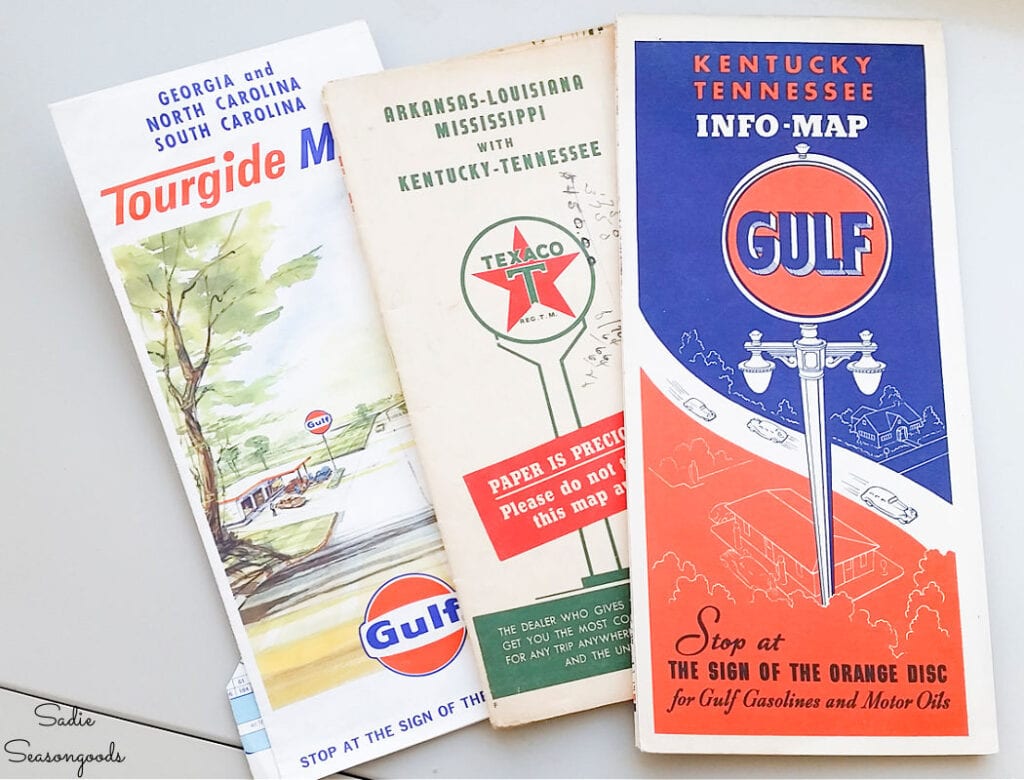 GEORGIA and
NORTH CAROLINA
SOUTH CAROLINA
Tourgide M
Gulf
Gulf
STOP AT THE SIGN OF THE
ARKANSAS-LOUISIANA
MISSISSIPPI
WITH
KENTUCKY-TENNESSEE
TEXACO
T
REG. T. M.
PAPER IS
Please do not
this map
THE DEALER WHO GIVES
GET YOU THE MOST
FOR ANY TRIP ANYWHERE
AND THE
KENTUCKY
TENNESSEE
INFO-MAP
GULF
Stop at
THE SIGN OF THE ORANGE DISC
for Gulf Gasolines and Motor Oils
Sadie
Seasongoods